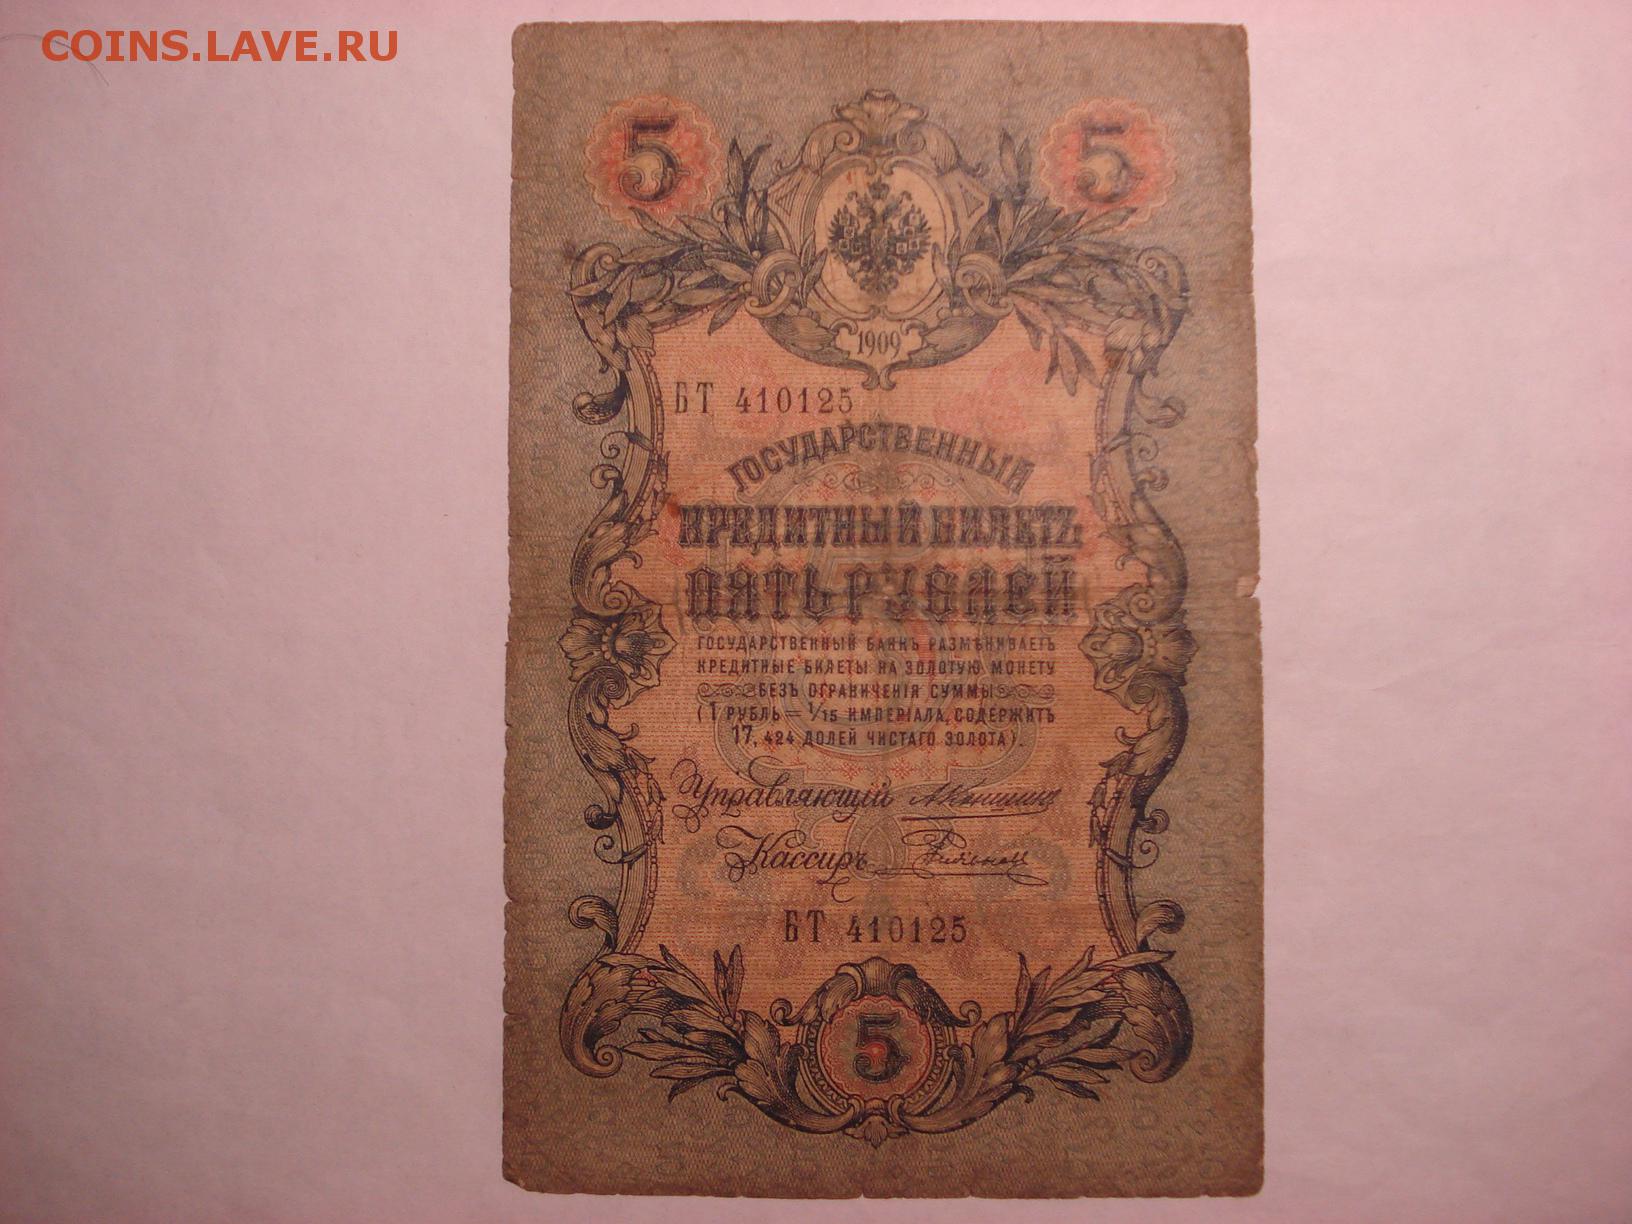 COINS.LAVE.RU
5 5
1909
БТ 410125
ГОСУДАРСТВЕННЫЙ
КРЕДИТНЫЙ БИЛЕТЪ
ПЯТЬ РУБЛЕЙ
ГОСУДАРСТВЕННЫЙ БАНКЪ РАЗМѢНИВАЕТЪ
КРЕДИТНЫЕ БИЛЕТЫ НА ЗОЛОТУЮ МОНЕТУ
БЕЗЪ ОГРАНИЧЕНІЯ СУММЫ
(1 РУБЛЬ = 1/15 ИМПЕРІАЛА, СОДЕРЖИТЪ
17,424 ДОЛЕЙ ЧИСТАГО ЗОЛОТА).
Управляющій
Кассиръ
БТ 410125
5